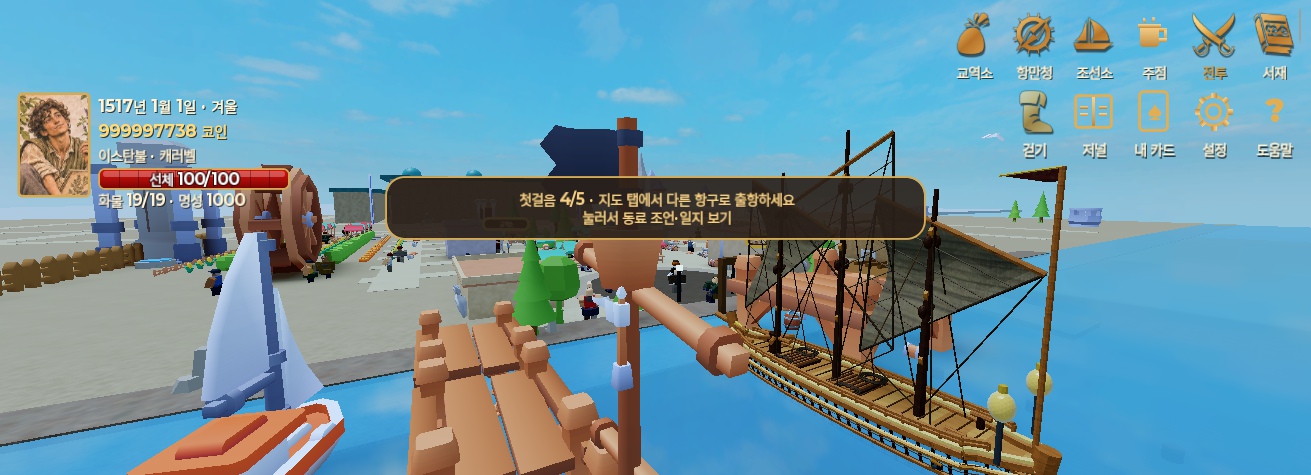 1517년 1월 1일 · 겨울
999997738 코인
이스탄불 · 캐러벨
선체 100/100
화물 19/19 · 명성 1000
첫걸음 4/5 · 지도 탭에서 다른 항구로 출항하세요
눌러서 동료 조언·일지 보기
교역소 항만청 조선소 주점 전투 서재
걷기 저널 내 카드 설정 도움말